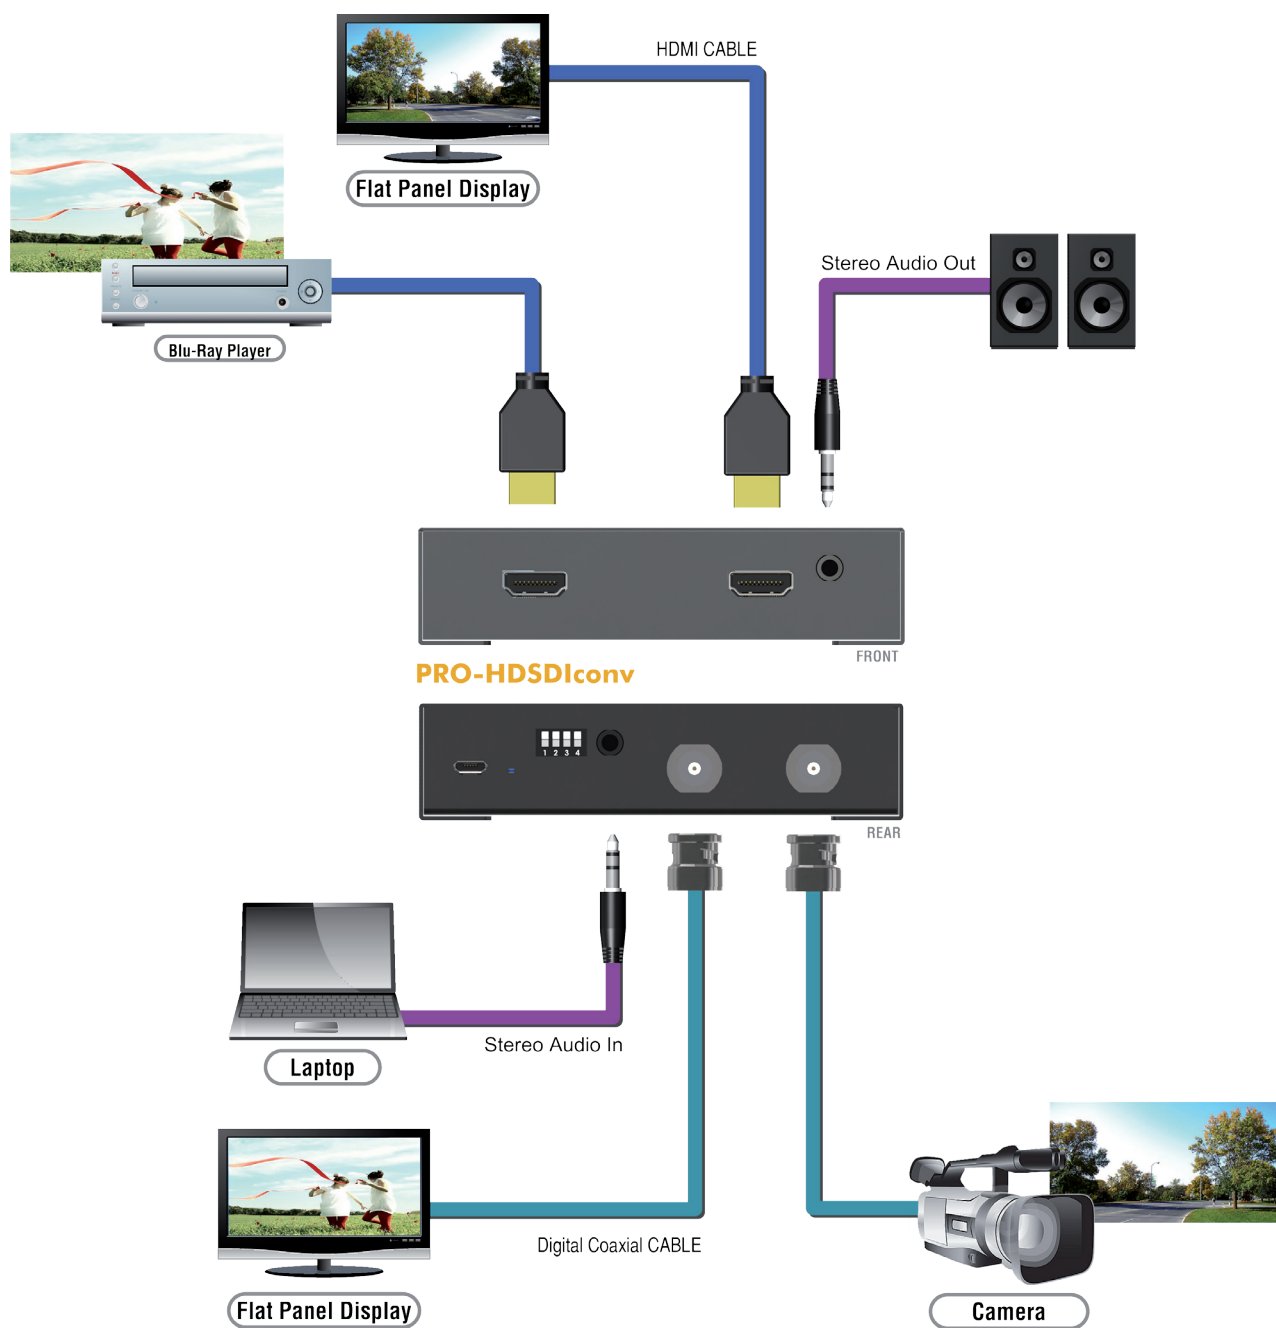 HDMI CABLE
Flat Panel Display
Stereo Audio Out
Blu-Ray Player
FRONT
PRO-HDSDIconv
1 2 3 4
REAR
Stereo Audio In
Laptop
Digital Coaxial CABLE
Flat Panel Display
Camera